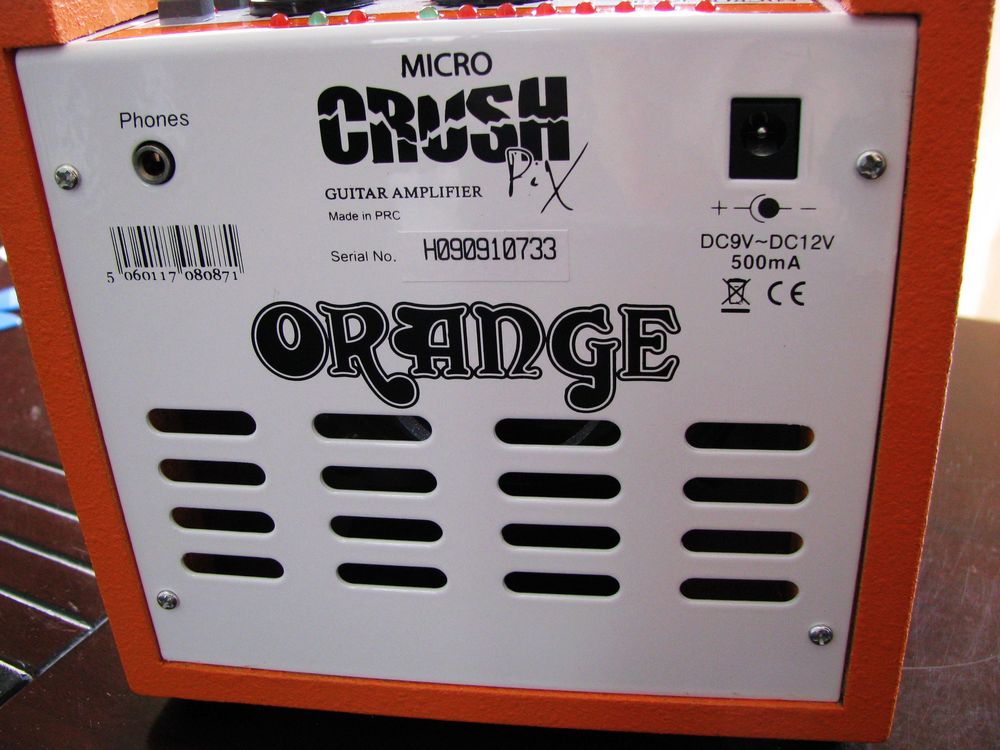 MICRO
CRUSH
PiX
Phones
GUITAR AMPLIFIER
Made in PRC
Serial No. H090910733
5 060117 080871
+ −
DC9V~DC12V
500mA
CE
ORANGE